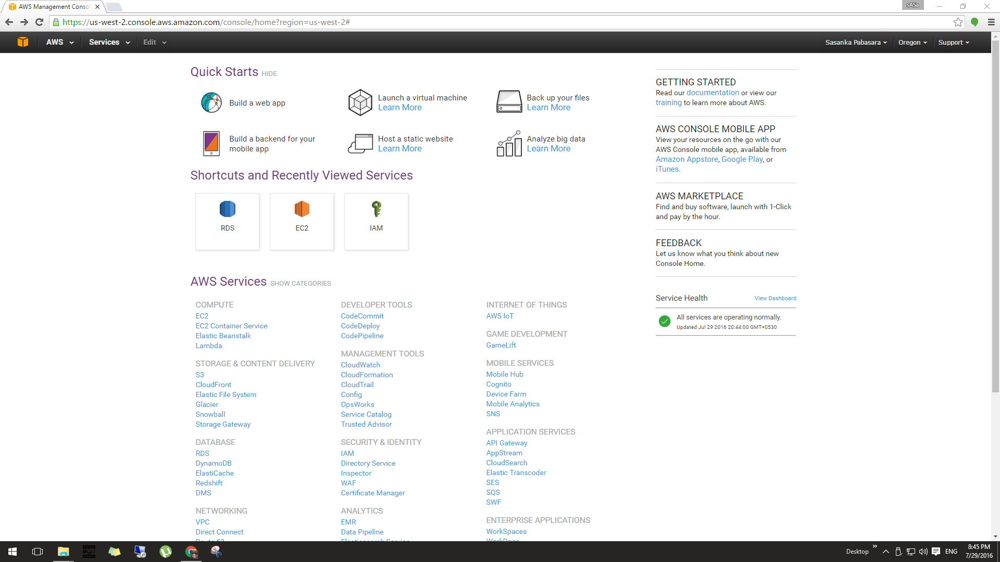 AWS Management Conso
sASa
https://us-west-2.console.aws.amazon.com/console/home?region=us-west-2#
AWS
Services
Edit
Sasanka Pabasara
Oregon
Support
Quick Starts HIDE
Build a web app
Launch a virtual machine
Learn More
Back up your files
Learn More
Build a backend for your
mobile app
Host a static website
Learn More
Analyze big data
Learn More
Shortcuts and Recently Viewed Services
RDS
EC2
IAM
AWS Services SHOW CATEGORIES
COMPUTE
EC2
EC2 Container Service
Elastic Beanstalk
Lambda
STORAGE & CONTENT DELIVERY
S3
CloudFront
Elastic File System
Glacier
Snowball
Storage Gateway
DATABASE
RDS
DynamoDB
ElastiCache
Redshift
DMS
NETWORKING
VPC
Direct Connect
Route 53
DEVELOPER TOOLS
CodeCommit
CodeDeploy
CodePipeline
MANAGEMENT TOOLS
CloudWatch
CloudFormation
CloudTrail
Config
OpsWorks
Service Catalog
Trusted Advisor
SECURITY & IDENTITY
IAM
Directory Service
Inspector
WAF
Certificate Manager
ANALYTICS
EMR
Data Pipeline
Elasticsearch Service
INTERNET OF THINGS
AWS IoT
GAME DEVELOPMENT
GameLift
MOBILE SERVICES
Mobile Hub
Cognito
Device Farm
Mobile Analytics
SNS
APPLICATION SERVICES
API Gateway
AppStream
CloudSearch
Elastic Transcoder
SES
SQS
SWF
ENTERPRISE APPLICATIONS
WorkSpaces
WorkDocs
GETTING STARTED
Read our documentation or view our
training to learn more about AWS.
AWS CONSOLE MOBILE APP
View your resources on the go with our
AWS Console mobile app, available from
Amazon Appstore, Google Play, or
iTunes.
AWS MARKETPLACE
Find and buy software, launch with 1-Click
and pay by the hour.
FEEDBACK
Let us know what you think about new
Console Home.
Service Health View Dashboard
All services are operating normally.
Updated Jul 29 2016 20:44:00 GMT+0530
Desktop
ENG
8:45 PM
7/29/2016